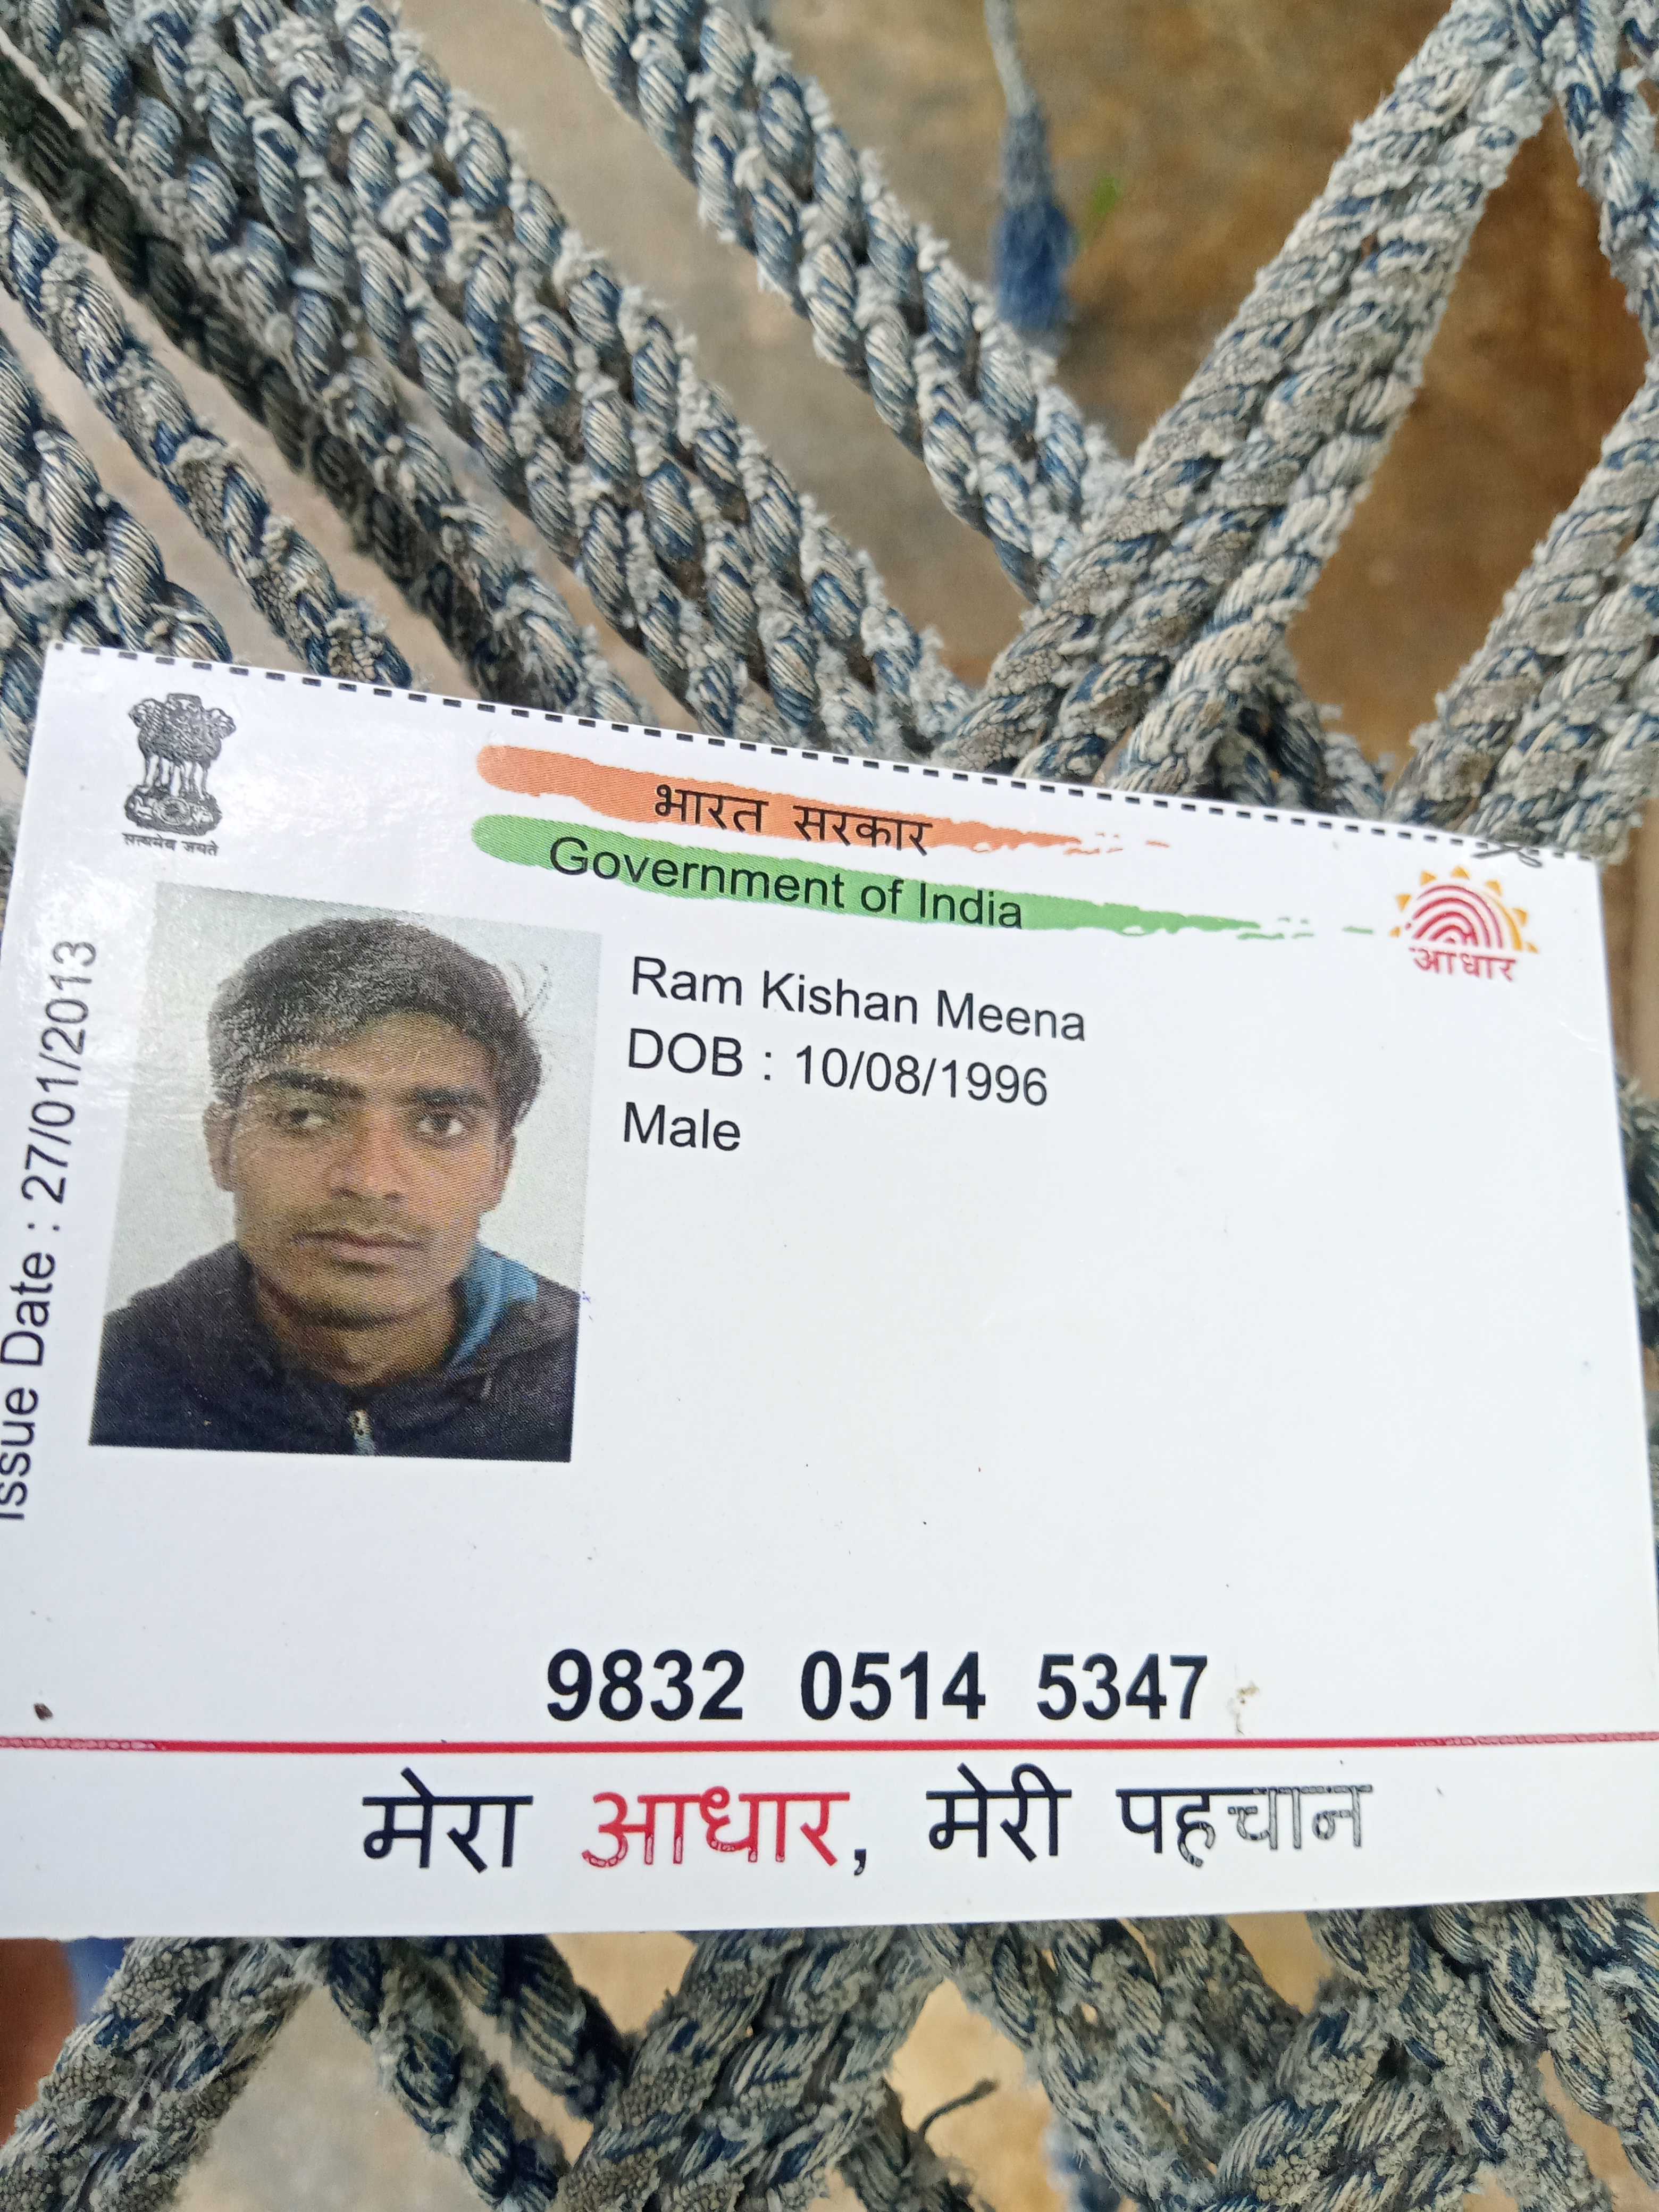 सत्यमेव जयते
भारत सरकार
Government of India
आधार
Issue Date : 27/01/2013
Ram Kishan Meena
DOB : 10/08/1996
Male
9832 0514 5347
मेरा आधार, मेरी पहचान